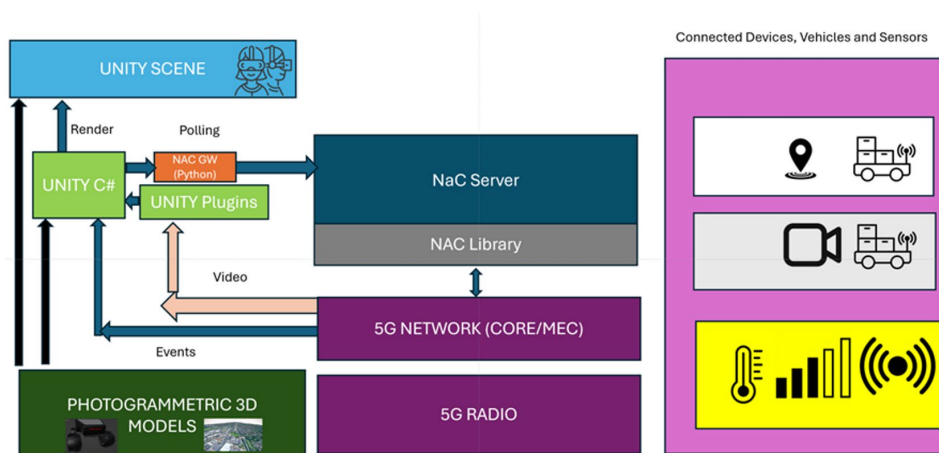 Connected Devices, Vehicles and Sensors
UNITY SCENE
Render
Polling
NAC GW
(Python)
UNITY C#
UNITY Plugins
NaC Server
NAC Library
Video
5G NETWORK (CORE/MEC)
Events
PHOTOGRAMMETRIC 3D
MODELS
5G RADIO